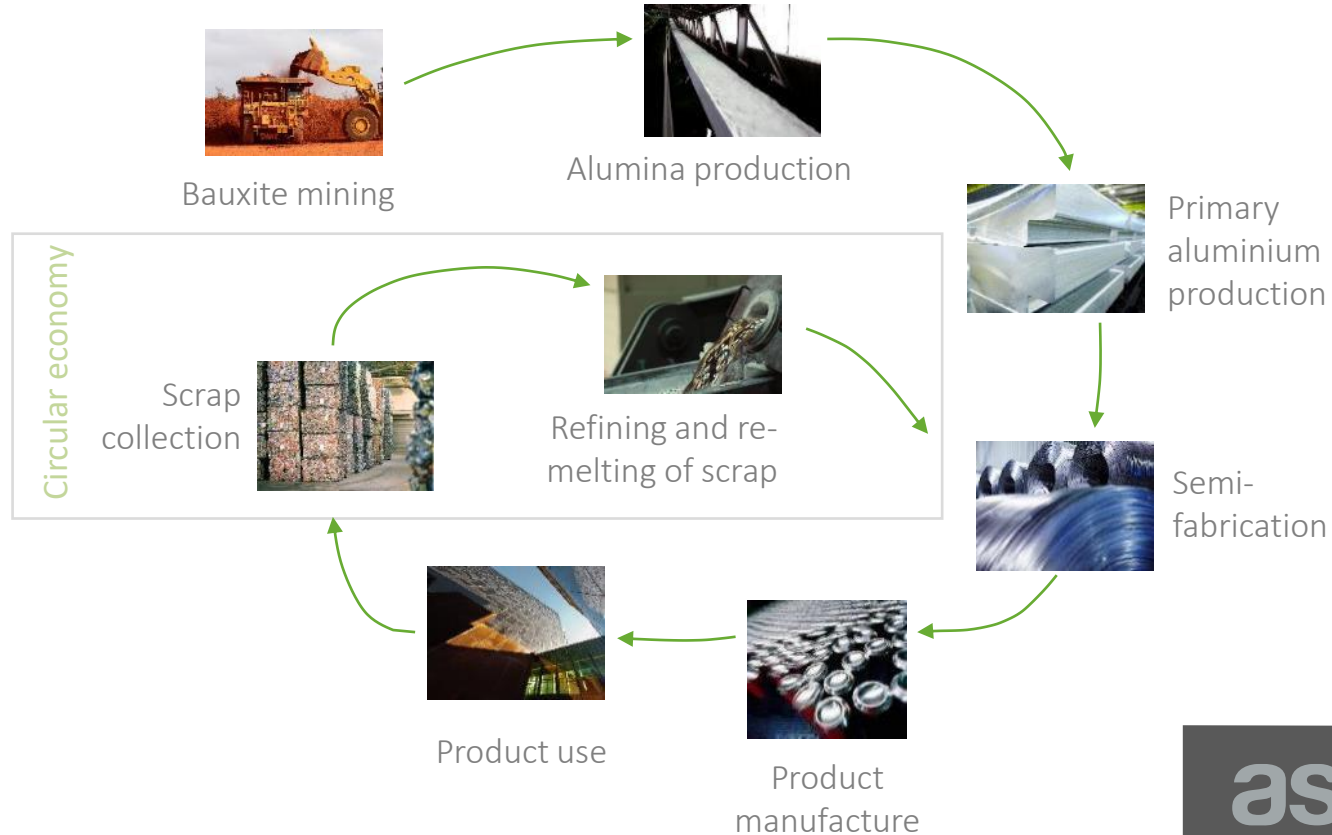 Bauxite mining
Alumina production
Primary
aluminium
production
Circular economy
Scrap
collection
Refining and re-
melting of scrap
Semi-
fabrication
Product use
Product
manufacture
as